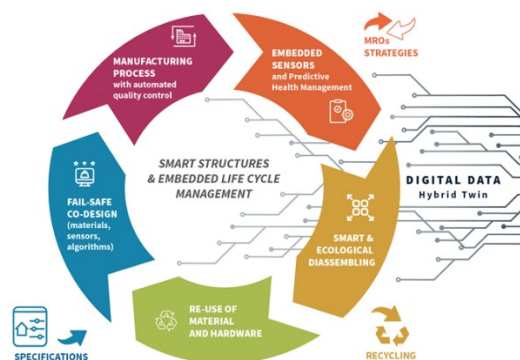 MANUFACTURING
PROCESS
with automated
quality control
EMBEDDED
SENSORS
and Predictive
Health Management
MROs
STRATEGIES
SMART STRUCTURES
& EMBEDDED LIFE CYCLE
MANAGEMENT
DIGITAL DATA
Hybrid Twin
FAIL-SAFE
CO-DESIGN
(materials,
sensors,
algorithms)
SMART &
ECOLOGICAL
DIASSEMBLING
RE-USE OF
MATERIAL
AND HARDWARE
SPECIFICATIONS
RECYCLING